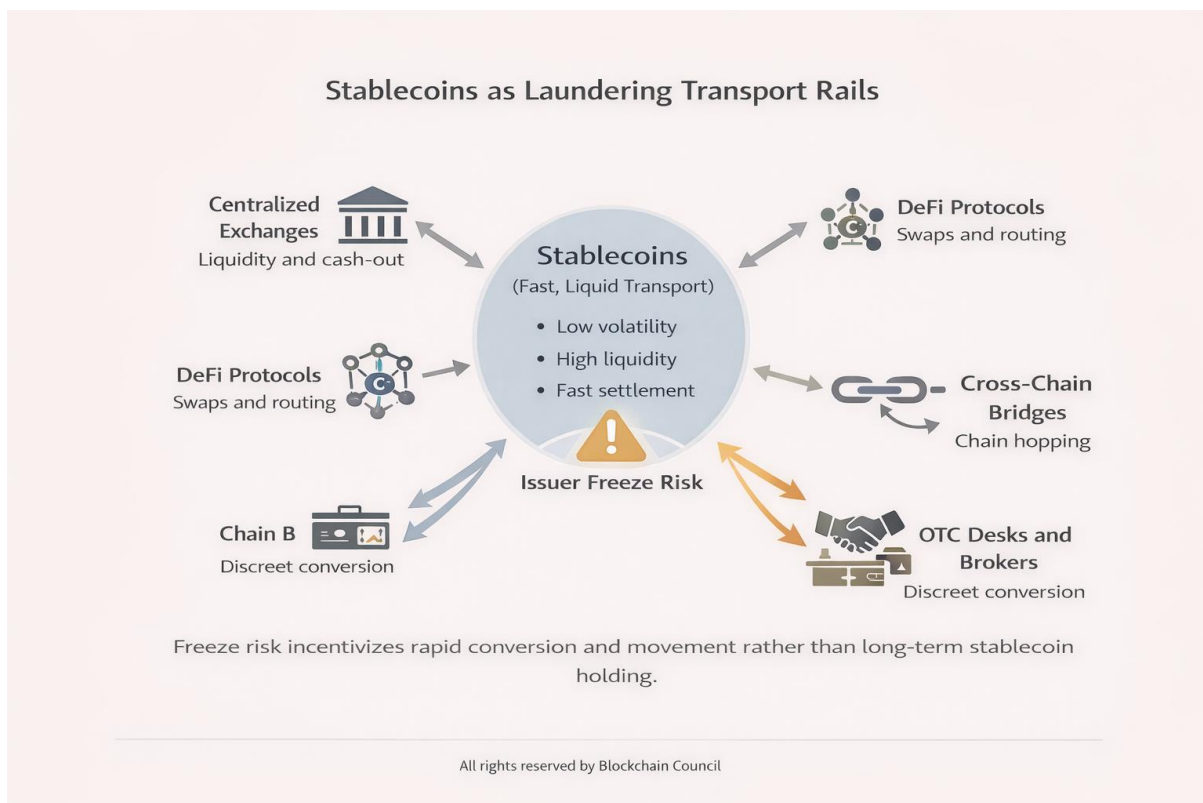 Stablecoins as Laundering Transport Rails
Centralized
Exchanges
Liquidity and cash-out
DeFi Protocols
Swaps and routing
Stablecoins
(Fast, Liquid Transport)
• Low volatility
• High liquidity
• Fast settlement
Issuer Freeze Risk
DeFi Protocols
Swaps and routing
Cross-Chain
Bridges
Chain hopping
Chain B
Discreet conversion
OTC Desks and
Brokers
Discreet conversion
Freeze risk incentivizes rapid conversion and movement rather than long-term stablecoin
holding.
All rights reserved by Blockchain Council